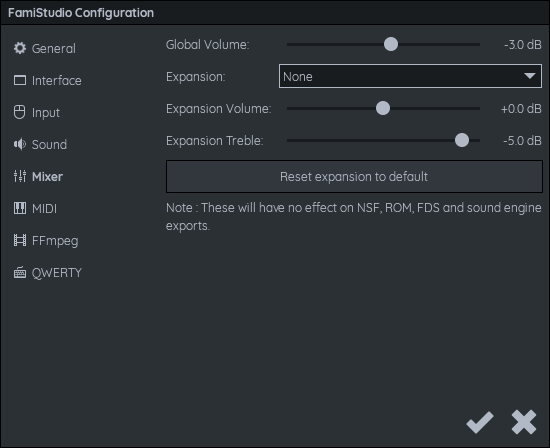 FamiStudio Configuration
General
Interface
Input
Sound
Mixer
MIDI
FFmpeg
QWERTY
Global Volume: -3.0 dB
Expansion: None
Expansion Volume: +0.0 dB
Expansion Treble: -5.0 dB
Reset expansion to default
Note : These will have no effect on NSF, ROM, FDS and sound engine
exports.